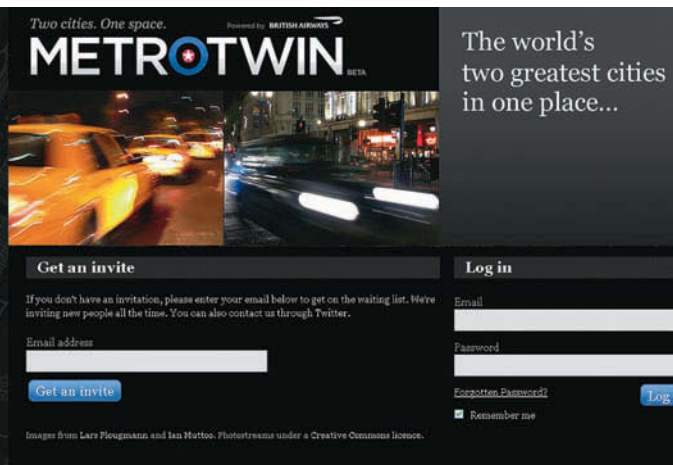 Two cities. One space.
Powered by BRITISH AIRWAYS
METROTWIN
BETA
The world's
two greatest cities
in one place...
Get an invite
If you don't have an invitation, please enter your email below to get on the waiting list. We're
inviting new people all the time. You can also contact us through Twitter.
Email address
Get an invite
Images from Lars Plougmann and Ian Muttoo. Photostreams under a Creative Commons licence.
Log in
Email
Password
Forgotten Password?
Log
Remember me